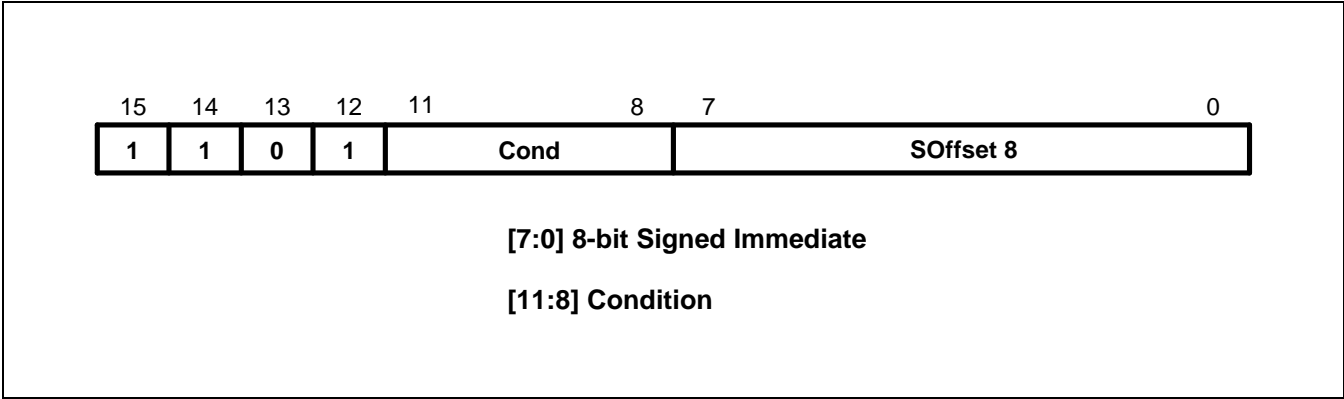 15 14 13 12 11 8 7 0
1 1 0 1 Cond SOffset 8
[7:0] 8-bit Signed Immediate
[11:8] Condition